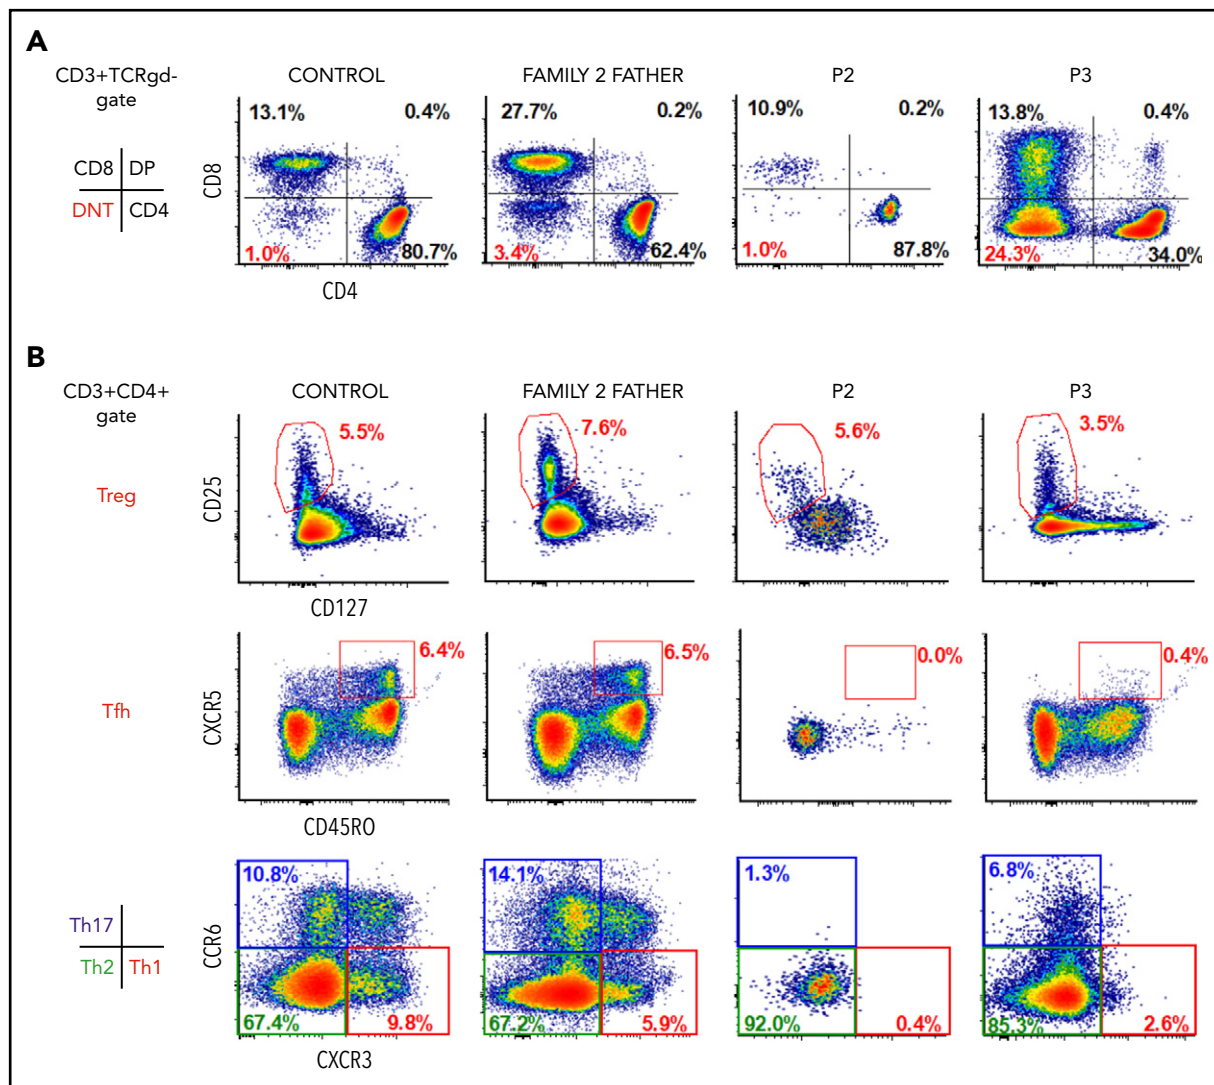 A
CD3+TCRgd-
gate
CONTROL
FAMILY 2 FATHER
P2
P3
CD8 DP
DNT CD4
CD8
13.1% 0.4%
1.0% 80.7%
27.7% 0.2%
3.4% 62.4%
10.9% 0.2%
1.0% 87.8%
13.8% 0.4%
24.3% 34.0%
CD4
B
CD3+CD4+
gate
CONTROL
FAMILY 2 FATHER
P2
P3
Treg
CD25
5.5%
7.6%
5.6%
3.5%
CD127
Tfh
CXCR5
6.4%
6.5%
0.0%
0.4%
CD45RO
Th17
Th2 Th1
CCR6
10.8%
67.4% 9.8%
14.1%
67.2% 5.9%
1.3%
92.0% 0.4%
6.8%
85.3% 2.6%
CXCR3